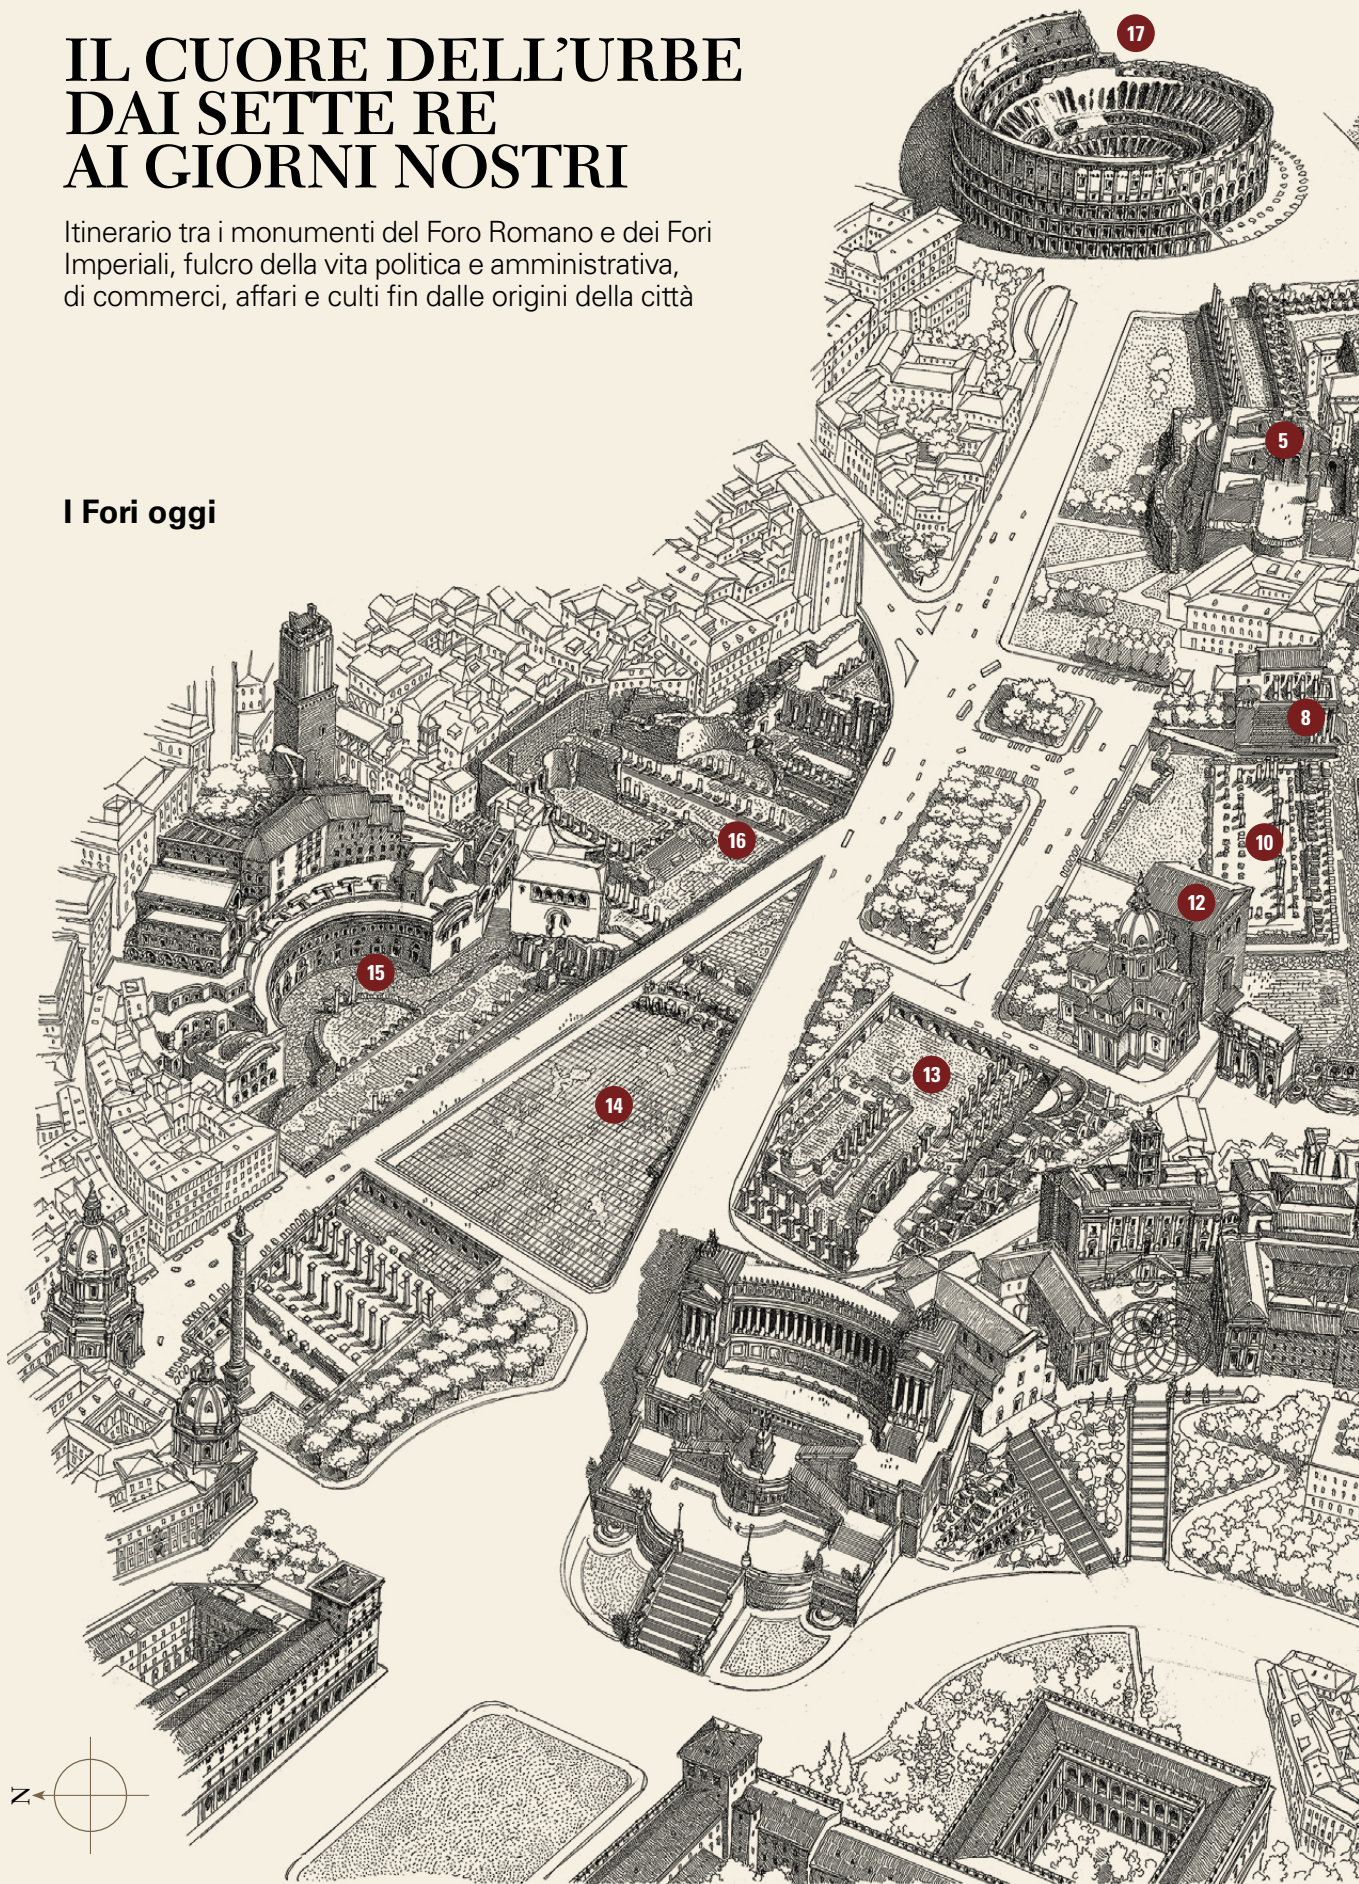 IL CUORE DELL'URBE
DAI SETTE RE
AI GIORNI NOSTRI
Itinerario tra i monumenti del Foro Romano e dei Fori
Imperiali, fulcro della vita politica e amministrativa,
di commerci, affari e culti fin dalle origini della città
I Fori oggi
17
5
8
10
12
16
15
13
14
N